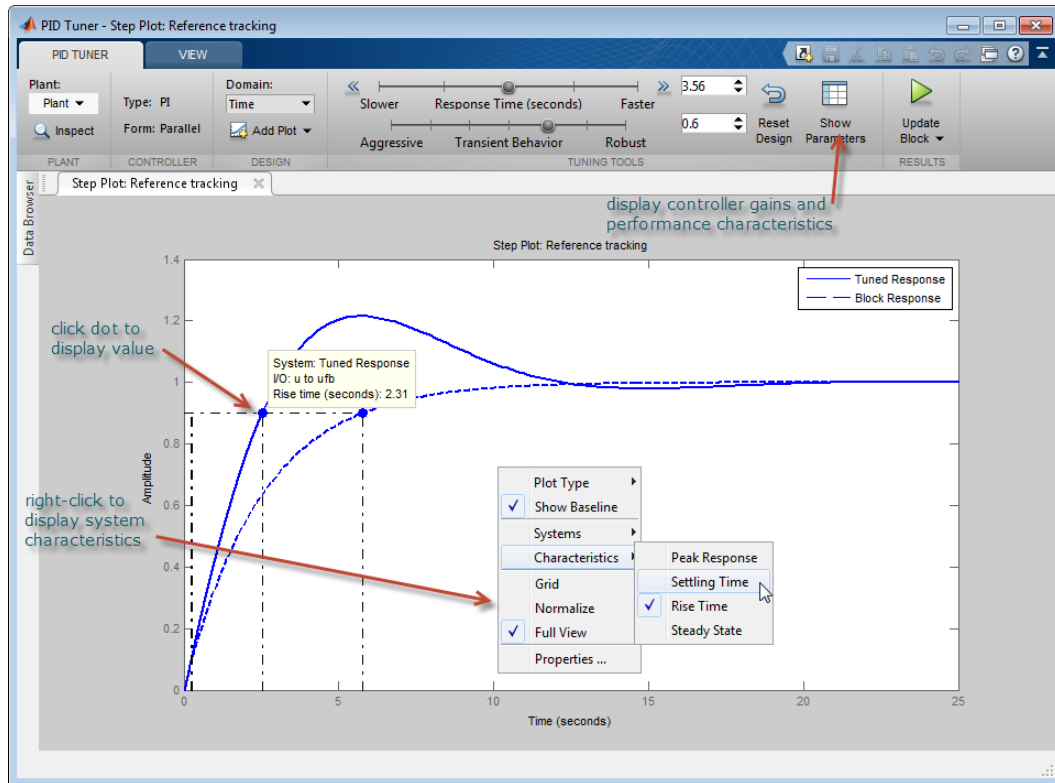 PID Tuner - Step Plot: Reference tracking
PID TUNER
VIEW
Plant:
Plant
Inspect
PLANT
Type: PI
Form: Parallel
CONTROLLER
Domain:
Time
Add Plot
DESIGN
Slower Response Time (seconds) Faster
3.56
Aggressive Transient Behavior Robust
0.6
Reset
Design
Show
Parameters
TUNING TOOLS
Update
Block
RESULTS
Data Browser
Step Plot: Reference tracking
display controller gains and
performance characteristics
Step Plot: Reference tracking
Tuned Response
Block Response
click dot to
display value
System: Tuned Response
I/O: u to ufb
Rise time (seconds): 2.31
right-click to
display system
characteristics
Amplitude
1.4
1.2
1
0.8
0.6
0.4
0.2
0
Plot Type
Show Baseline
Systems
Characteristics
Grid
Normalize
Full View
Properties ...
Peak Response
Settling Time
Rise Time
Steady State
0 5 10 15 20 25
Time (seconds)